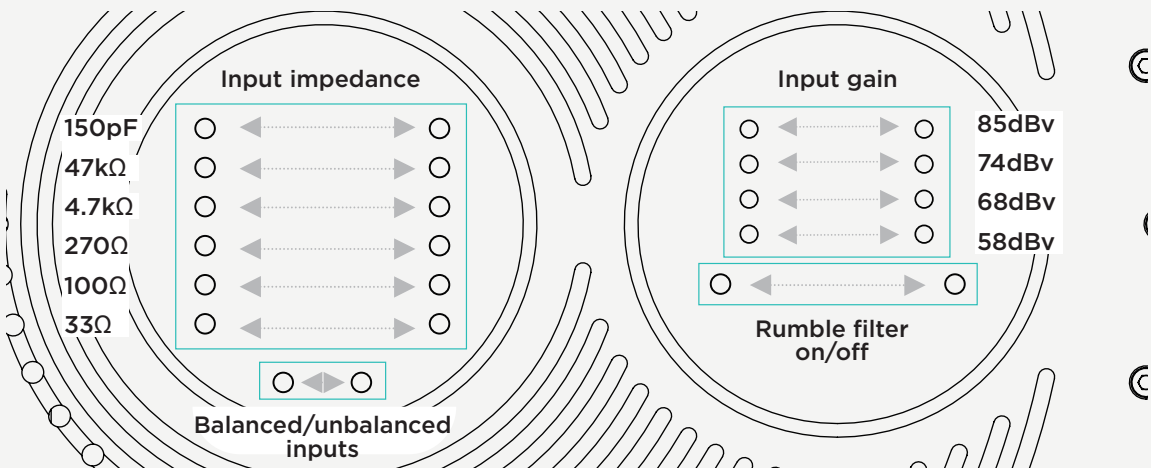 Input impedance
150pF
47kΩ
4.7kΩ
270Ω
100Ω
33Ω
Balanced/unbalanced
inputs
Input gain
85dBv
74dBv
68dBv
58dBv
Rumble filter
on/off